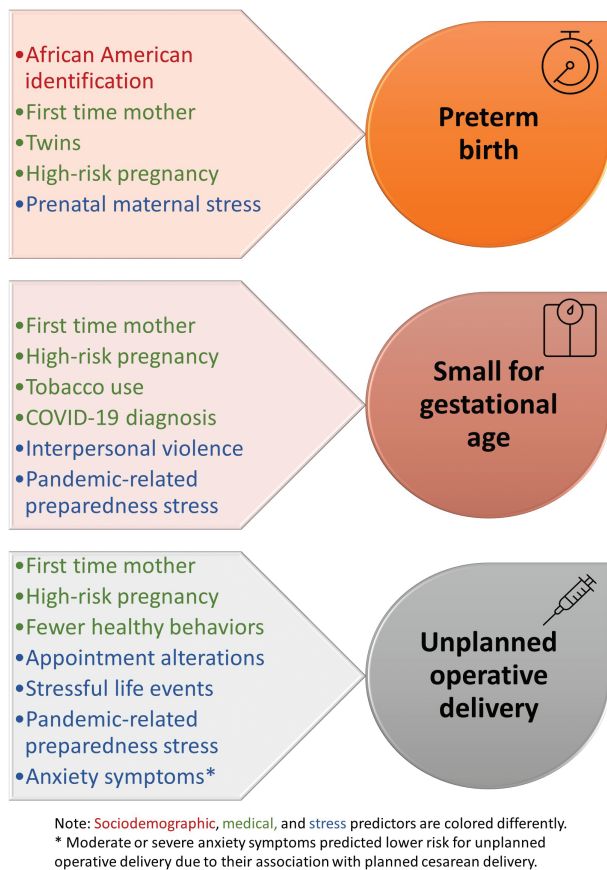 •African American
identification
•First time mother
•Twins
•High-risk pregnancy
•Prenatal maternal stress
Preterm
birth
•First time mother
•High-risk pregnancy
•Tobacco use
•COVID-19 diagnosis
•Interpersonal violence
•Pandemic-related
preparedness stress
Small for
gestational
age
•First time mother
•High-risk pregnancy
•Fewer healthy behaviors
•Appointment alterations
•Stressful life events
•Pandemic-related
preparedness stress
•Anxiety symptoms*
Unplanned
operative
delivery
Note: Sociodemographic, medical, and stress predictors are colored differently.
* Moderate or severe anxiety symptoms predicted lower risk for unplanned
operative delivery due to their association with planned cesarean delivery.